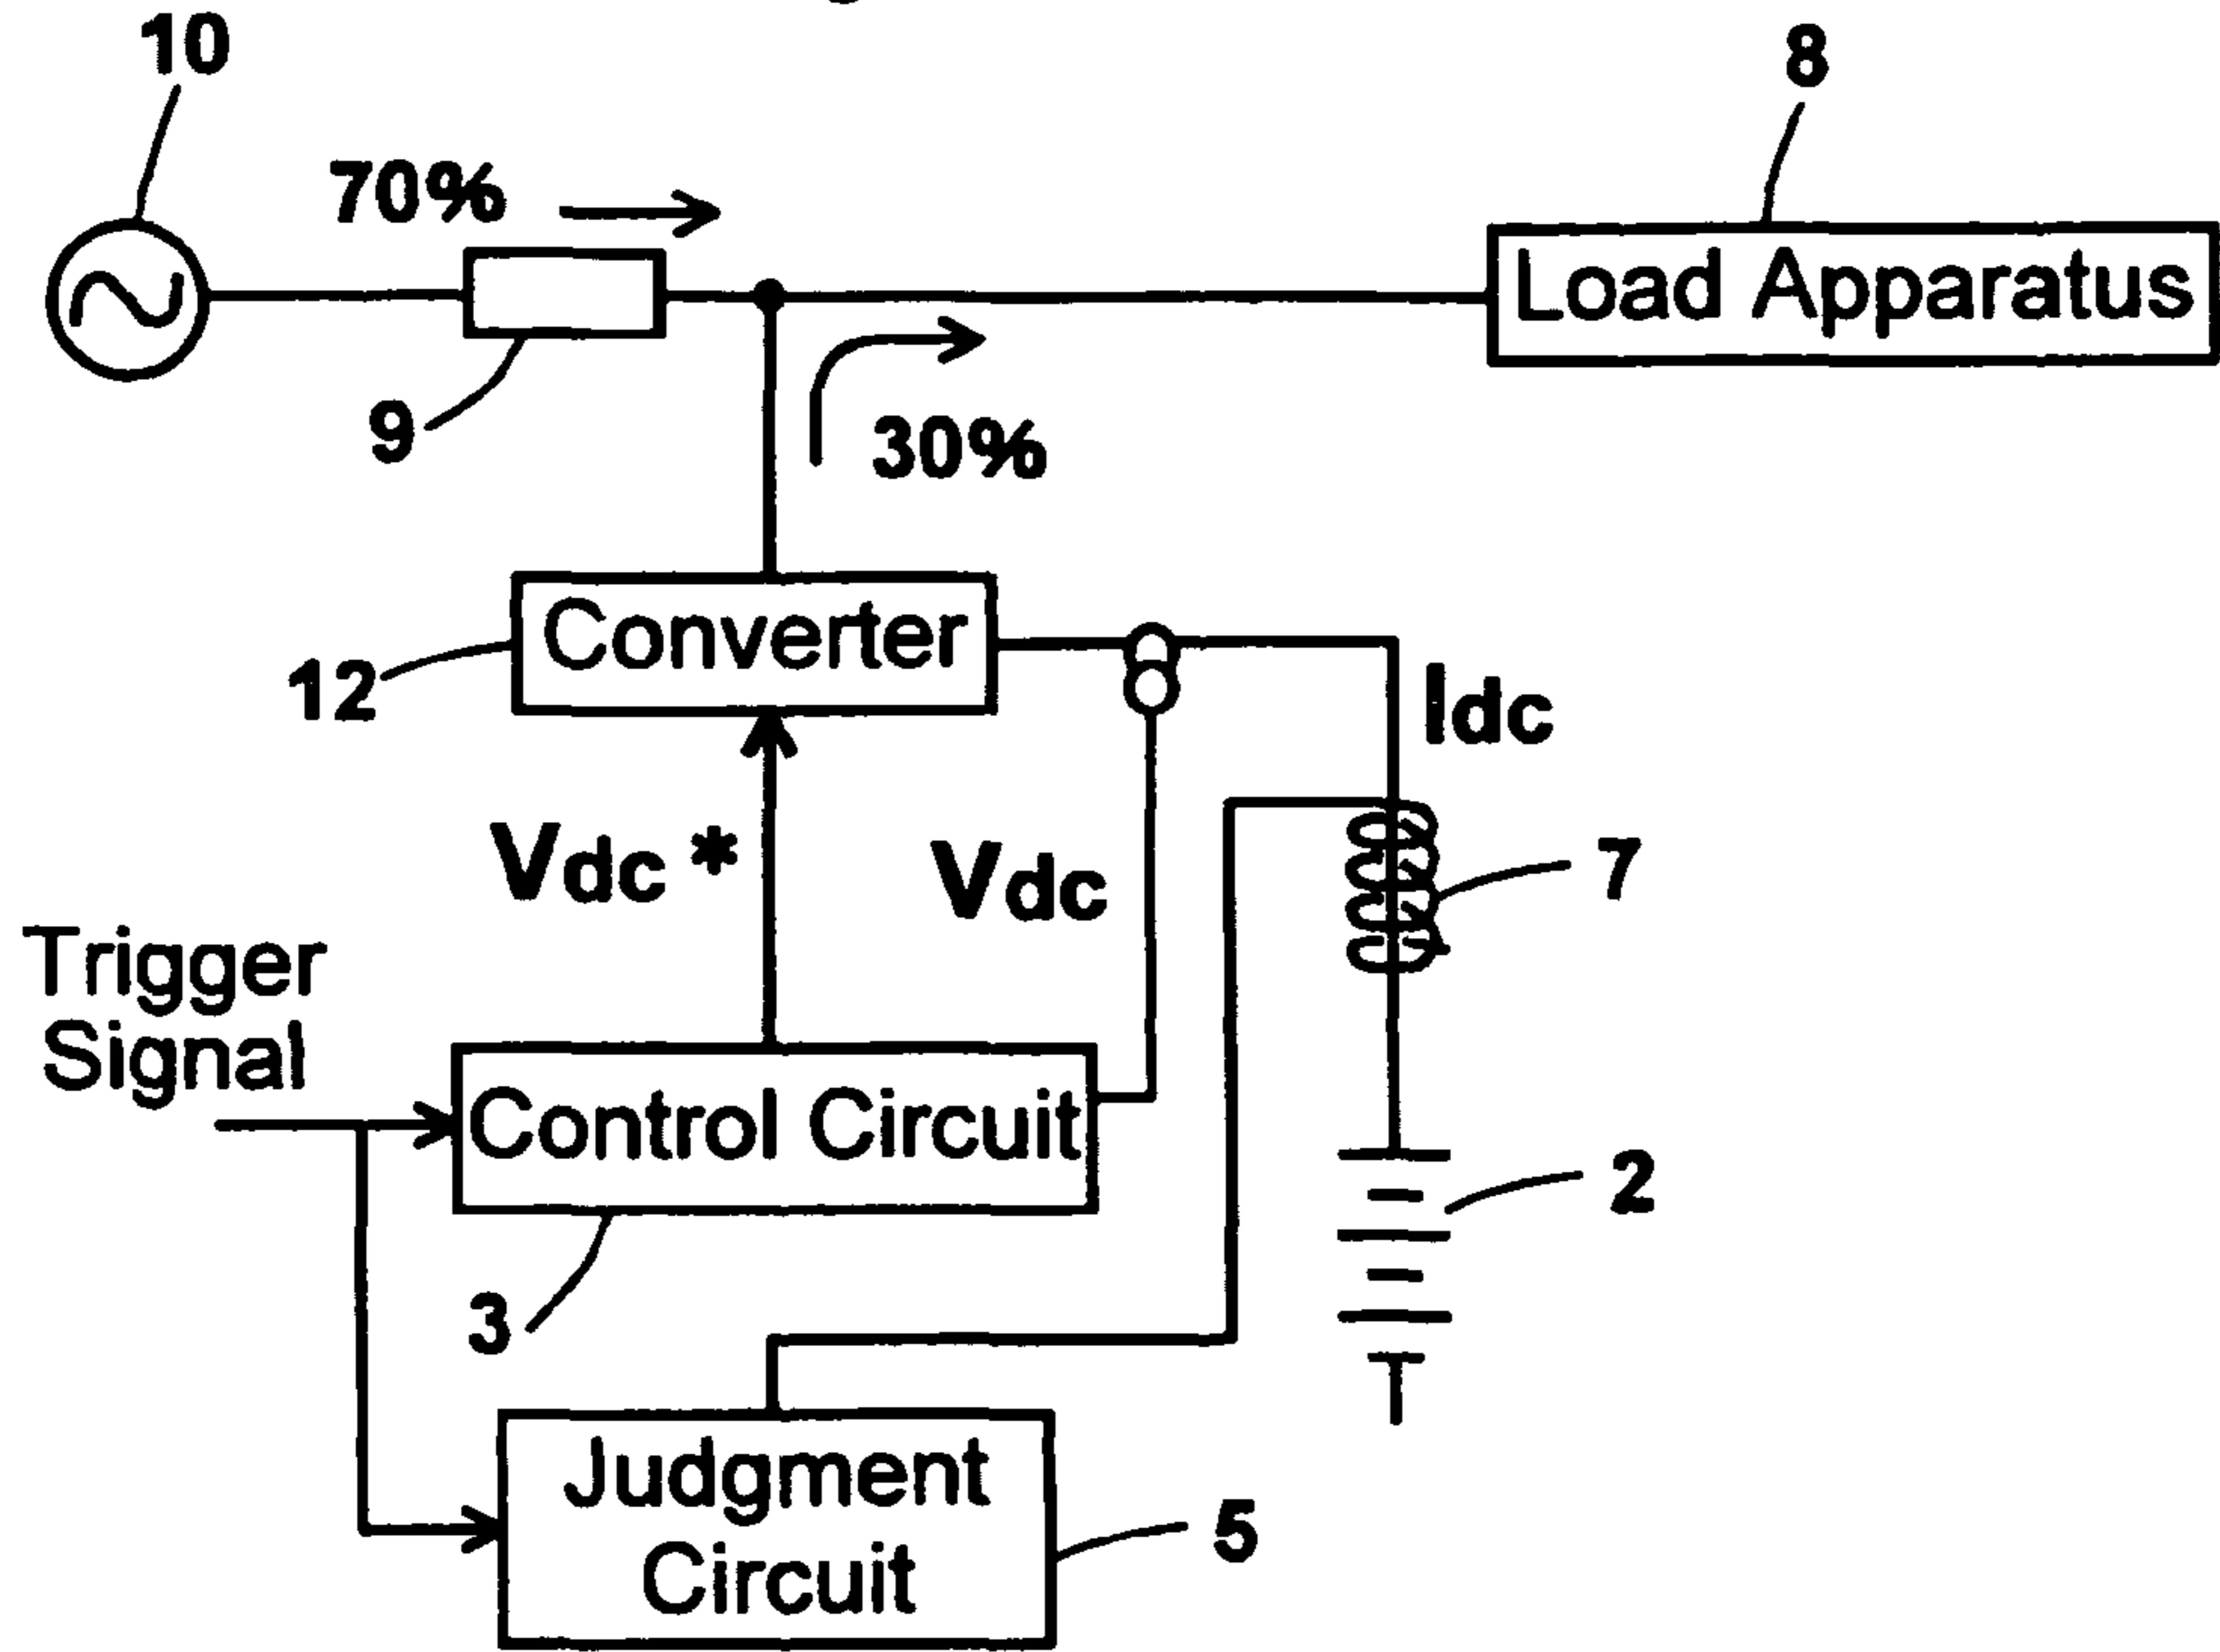 10
8
70%
Load Apparatus
9
30%
Converter
12
Idc
Vdc *
Vdc
7
Trigger
Signal
Control Circuit
2
3
Judgment
Circuit
5